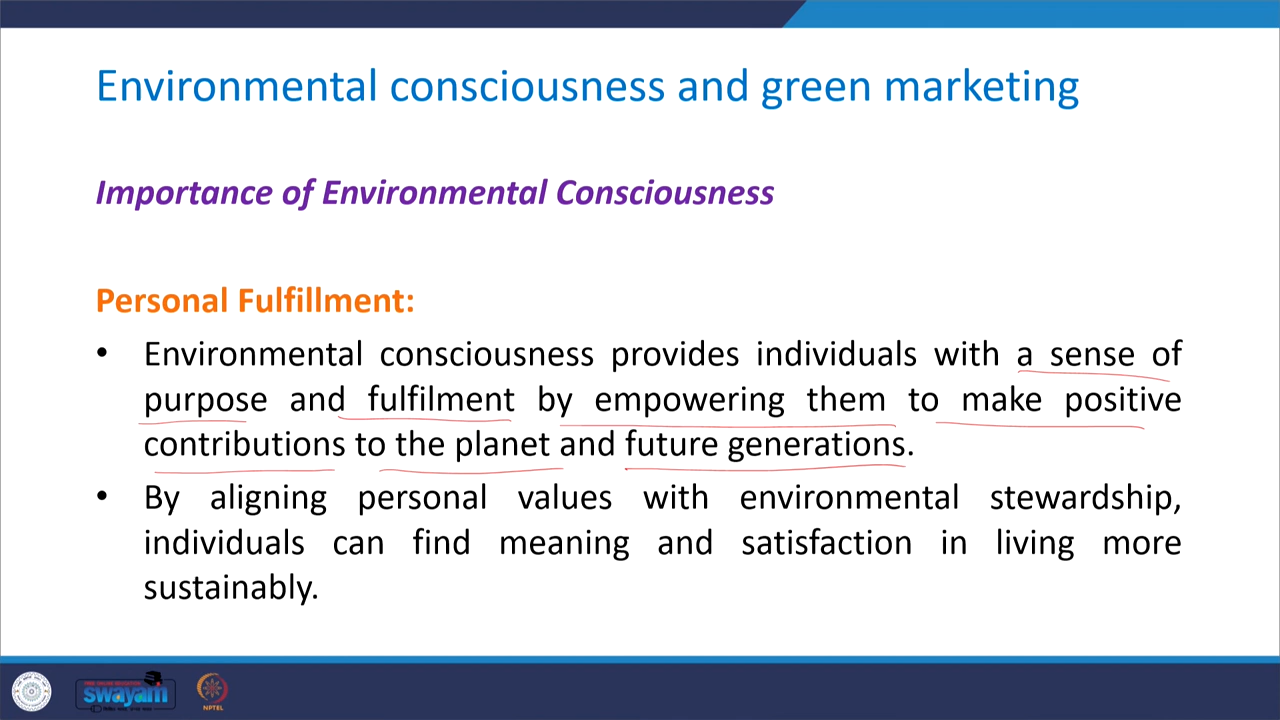 Environmental consciousness and green marketing
Importance of Environmental Consciousness
Personal Fulfillment:
• Environmental consciousness provides individuals with a sense of
purpose and fulfilment by empowering them to make positive
contributions to the planet and future generations.
• By aligning personal values with environmental stewardship,
individuals can find meaning and satisfaction in living more
sustainably.
swayam
NPTEL